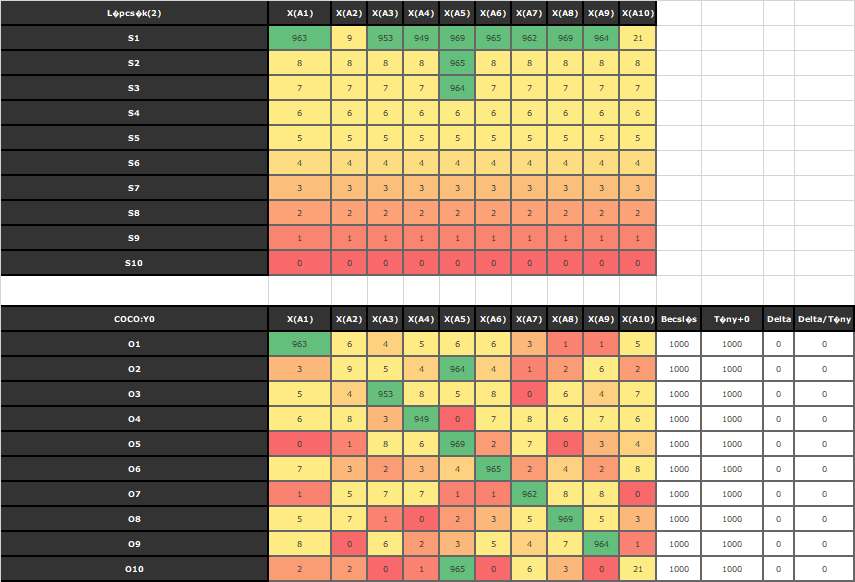 L�pcs�k(2) X(A1) X(A2) X(A3) X(A4) X(A5) X(A6) X(A7) X(A8) X(A9) X(A10)
S1 963 9 953 949 969 965 962 969 964 21
S2 8 8 8 8 965 8 8 8 8 8
S3 7 7 7 7 964 7 7 7 7 7
S4 6 6 6 6 6 6 6 6 6 6
S5 5 5 5 5 5 5 5 5 5 5
S6 4 4 4 4 4 4 4 4 4 4
S7 3 3 3 3 3 3 3 3 3 3
S8 2 2 2 2 2 2 2 2 2 2
S9 1 1 1 1 1 1 1 1 1 1
S10 0 0 0 0 0 0 0 0 0 0
COCO:Y0 X(A1) X(A2) X(A3) X(A4) X(A5) X(A6) X(A7) X(A8) X(A9) X(A10) Becsl�s T�ny+0 Delta Delta/T�ny
O1 963 6 4 5 6 6 3 1 1 5 1000 1000 0 0
O2 3 9 5 4 964 4 1 2 6 2 1000 1000 0 0
O3 5 4 953 8 5 8 0 6 4 7 1000 1000 0 0
O4 6 8 3 949 0 7 8 6 7 6 1000 1000 0 0
O5 0 1 8 6 969 2 7 0 3 4 1000 1000 0 0
O6 7 3 2 3 4 965 2 4 2 8 1000 1000 0 0
O7 1 5 7 7 1 1 962 8 8 0 1000 1000 0 0
O8 5 7 1 0 2 3 5 969 5 3 1000 1000 0 0
O9 8 0 6 2 3 5 4 7 964 1 1000 1000 0 0
O10 2 2 0 1 965 0 6 3 0 21 1000 1000 0 0